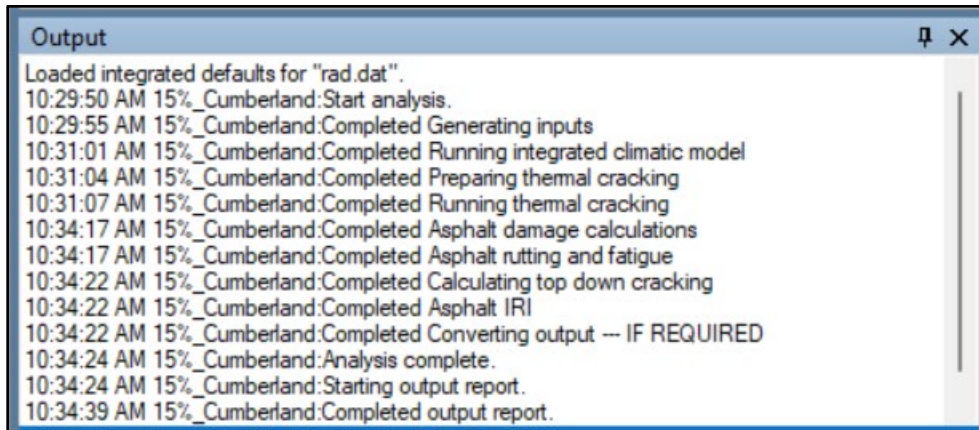 Output
Loaded integrated defaults for "rad.dat".
10:29:50 AM 15%_Cumberland:Start analysis.
10:29:55 AM 15%_Cumberland:Completed Generating inputs
10:31:01 AM 15%_Cumberland:Completed Running integrated climatic model
10:31:04 AM 15%_Cumberland:Completed Preparing thermal cracking
10:31:07 AM 15%_Cumberland:Completed Running thermal cracking
10:34:17 AM 15%_Cumberland:Completed Asphalt damage calculations
10:34:17 AM 15%_Cumberland:Completed Asphalt rutting and fatigue
10:34:22 AM 15%_Cumberland:Completed Calculating top down cracking
10:34:22 AM 15%_Cumberland:Completed Asphalt IRI
10:34:22 AM 15%_Cumberland:Completed Converting output --- IF REQUIRED
10:34:24 AM 15%_Cumberland:Analysis complete.
10:34:24 AM 15%_Cumberland:Starting output report.
10:34:39 AM 15%_Cumberland:Completed output report.